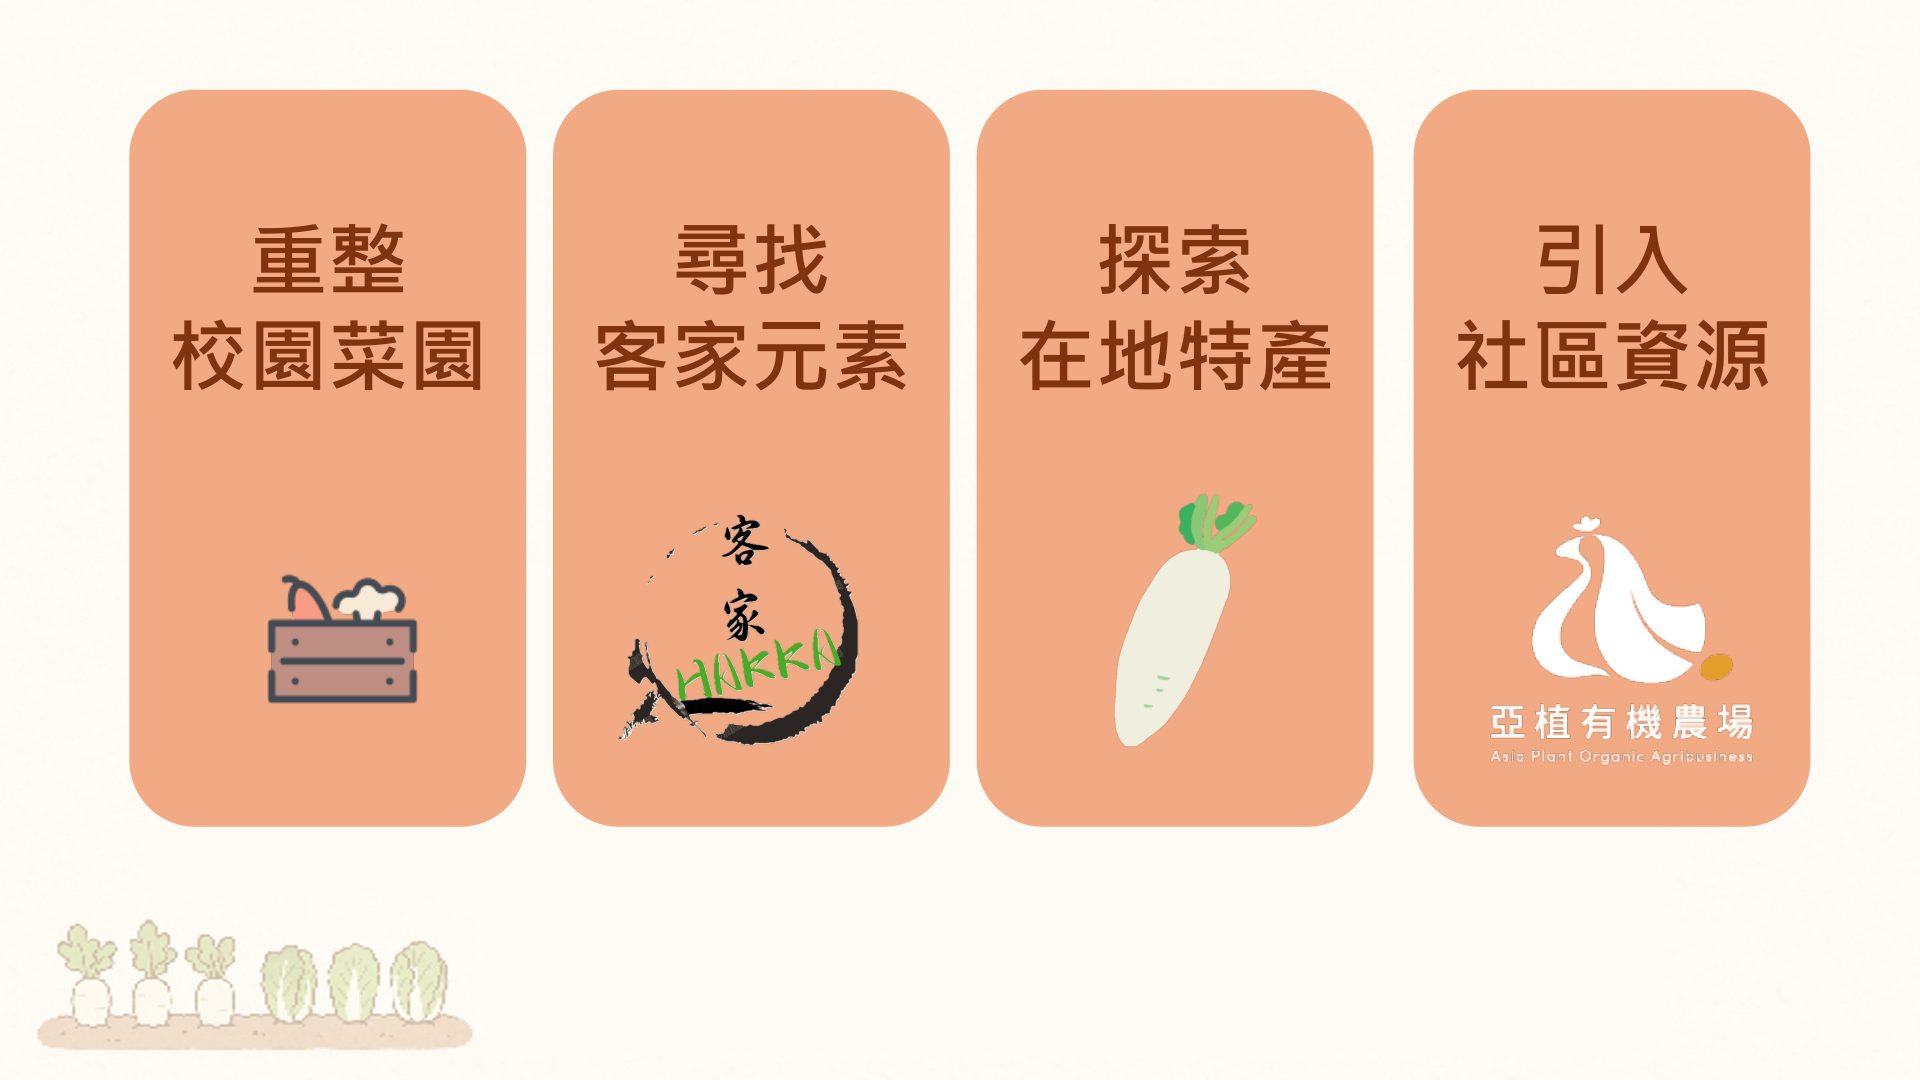 重整
校園菜園
尋找
客家元素
客家
HAKKA
探索
在地特產
引入
社區資源
亞植有機農場
Asia Plant Organic Agribusiness